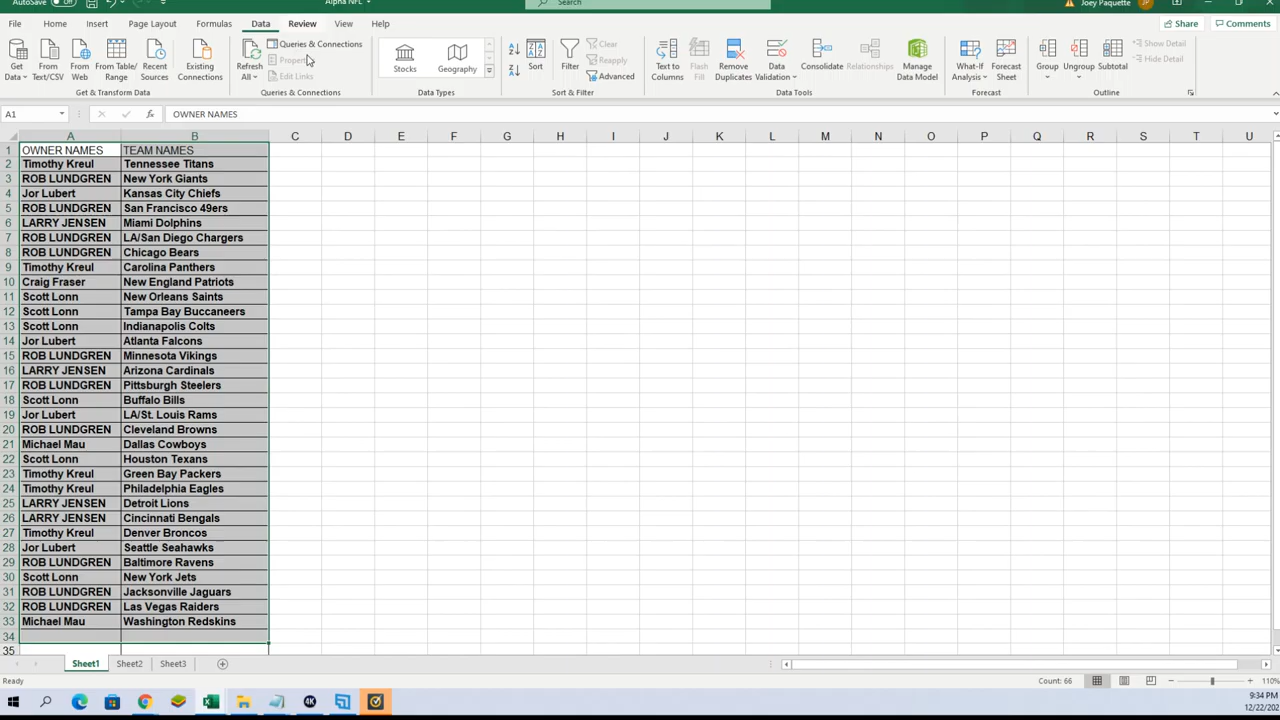 AutoSave Off Alpha NFL Search Joey Paquette JP
File Home Insert Page Layout Formulas Data Review View Help Share Comments
Get Data From Text/CSV From Web From Table/Range Recent Sources Existing Connections Refresh All Queries & Connections Properties Edit Links Stocks Geography Sort Filter Clear Reapply Advanced Text to Columns Flash Fill Remove Duplicates Data Validation Consolidate Relationships Manage Data Model What-If Analysis Forecast Sheet Group Ungroup Subtotal Show Detail Hide Detail
Get & Transform Data Queries & Connections Data Types Sort & Filter Data Tools Forecast Outline
A1 fx OWNER NAMES
A B C D E F G H I J K L M N O P Q R S T U
1 OWNER NAMES TEAM NAMES
2 Timothy Kreul Tennessee Titans
3 ROB LUNDGREN New York Giants
4 Jor Lubert Kansas City Chiefs
5 ROB LUNDGREN San Francisco 49ers
6 LARRY JENSEN Miami Dolphins
7 ROB LUNDGREN LA/San Diego Chargers
8 ROB LUNDGREN Chicago Bears
9 Timothy Kreul Carolina Panthers
10 Craig Fraser New England Patriots
11 Scott Lonn New Orleans Saints
12 Scott Lonn Tampa Bay Buccaneers
13 Scott Lonn Indianapolis Colts
14 Jor Lubert Atlanta Falcons
15 ROB LUNDGREN Minnesota Vikings
16 LARRY JENSEN Arizona Cardinals
17 ROB LUNDGREN Pittsburgh Steelers
18 Scott Lonn Buffalo Bills
19 Jor Lubert LA/St. Louis Rams
20 ROB LUNDGREN Cleveland Browns
21 Michael Mau Dallas Cowboys
22 Scott Lonn Houston Texans
23 Timothy Kreul Green Bay Packers
24 Timothy Kreul Philadelphia Eagles
25 LARRY JENSEN Detroit Lions
26 LARRY JENSEN Cincinnati Bengals
27 Timothy Kreul Denver Broncos
28 Jor Lubert Seattle Seahawks
29 ROB LUNDGREN Baltimore Ravens
30 Scott Lonn New York Jets
31 ROB LUNDGREN Jacksonville Jaguars
32 ROB LUNDGREN Las Vegas Raiders
33 Michael Mau Washington Redskins
34
35
Sheet1 Sheet2 Sheet3
Ready Count: 66 110%
4K 9:34 PM
12/22/202